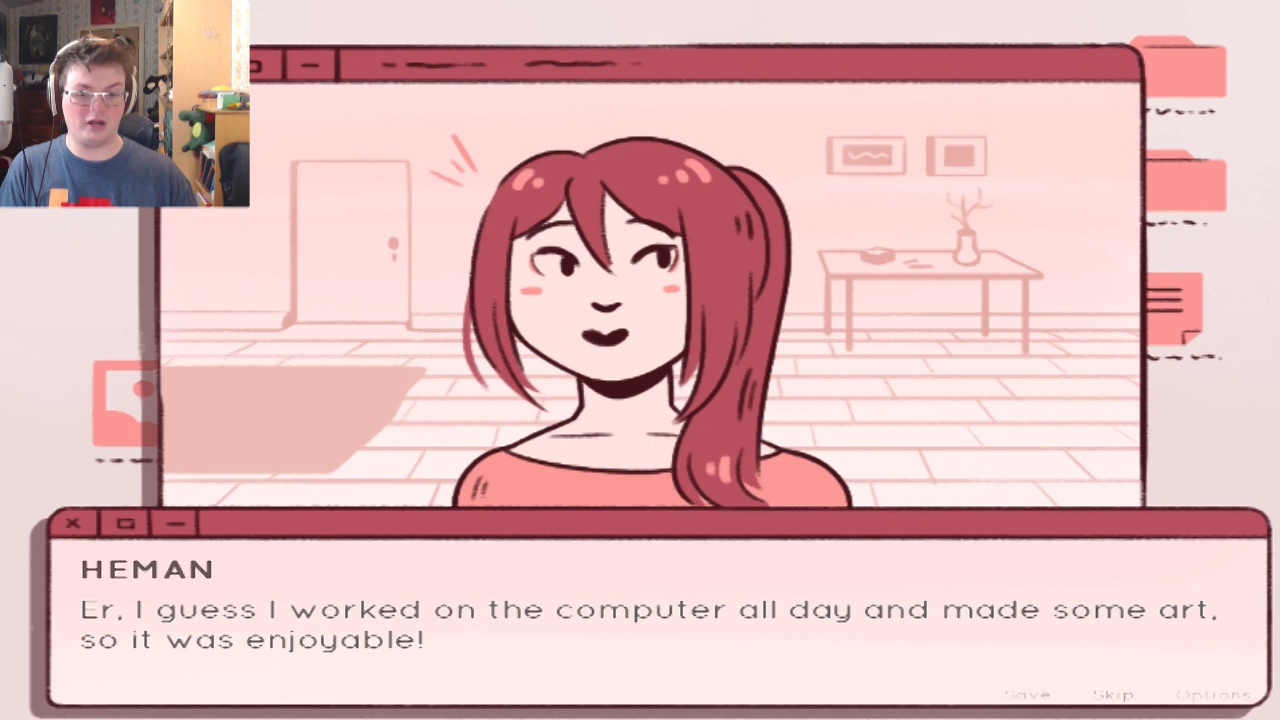 HEMAN
Er, I guess I worked on the computer all day and made some art,
so it was enjoyable!
Save Skip Options